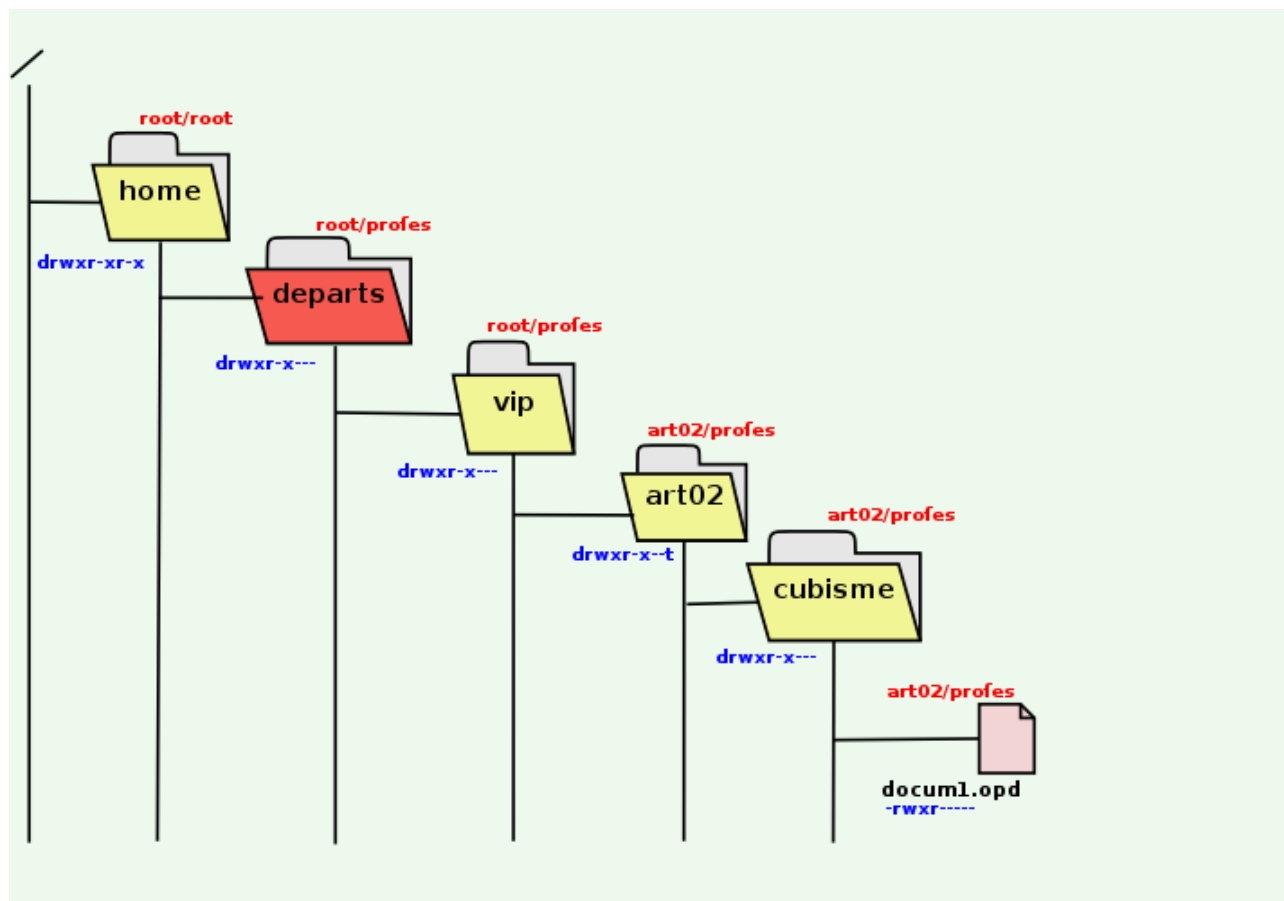 /
root/root
home
drwxr-xr-x
root/profes
departs
drwxr-x---
root/profes
vip
drwxr-x---
art02/profes
art02
drwxr-x--t
art02/profes
cubisme
drwxr-x---
art02/profes
docum1.opd
-rwxr-----